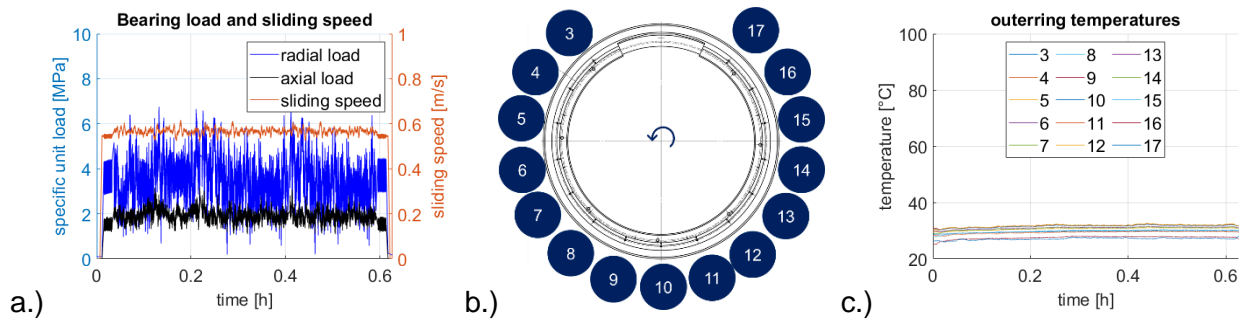 Bearing load and sliding speed
10
8
6
4
2
0
specific unit load [MPa]
radial load
axial load
sliding speed
1
0.8
0.6
0.4
0.2
0
sliding speed [m/s]
0
0.2
0.4
0.6
time [h]
a.)
3
4
5
6
7
8
9
10
11
12
13
14
15
16
17
b.)
outerring temperatures
100
80
60
40
20
temperature [°C]
3 8 13
4 9 14
5 10 15
6 11 16
7 12 17
0
0.2
0.4
0.6
time [h]
c.)